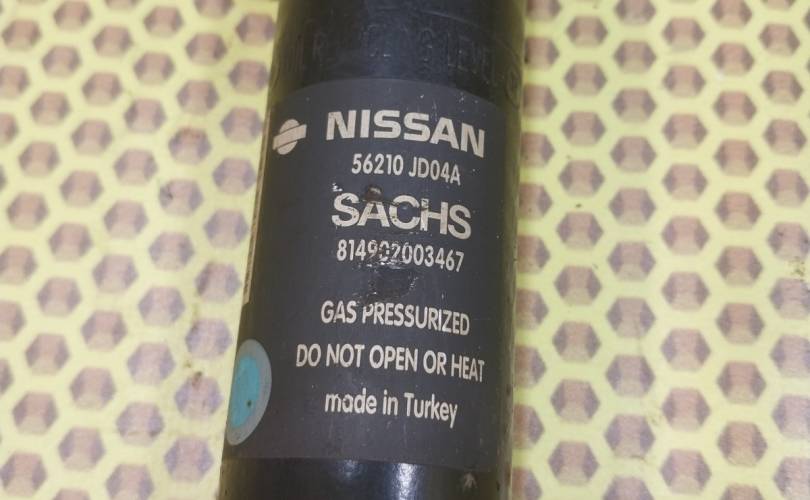 NISSAN
56210 JD04A
SACHS
814902003467
GAS PRESSURIZED
DO NOT OPEN OR HEAT
made in Turkey